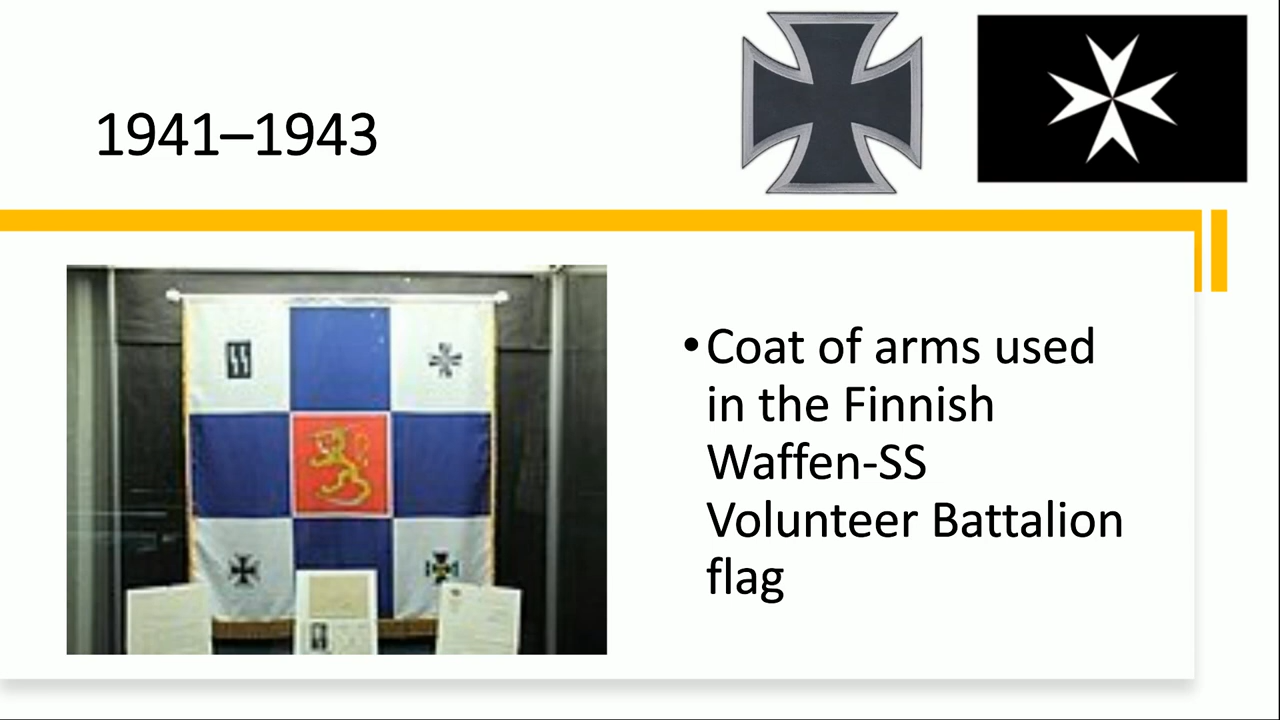 1941–1943
•Coat of arms used
in the Finnish
Waffen-SS
Volunteer Battalion
flag